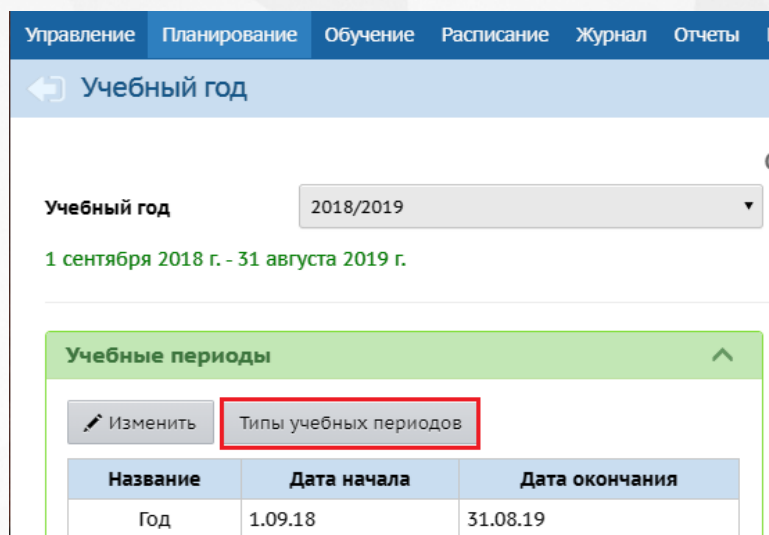 Управление Планирование Обучение Расписание Журнал Отчеты
Учебный год
Учебный год 2018/2019
1 сентября 2018 г. - 31 августа 2019 г.
Учебные периоды
Изменить Типы учебных периодов
Название Дата начала Дата окончания
Год 1.09.18 31.08.19